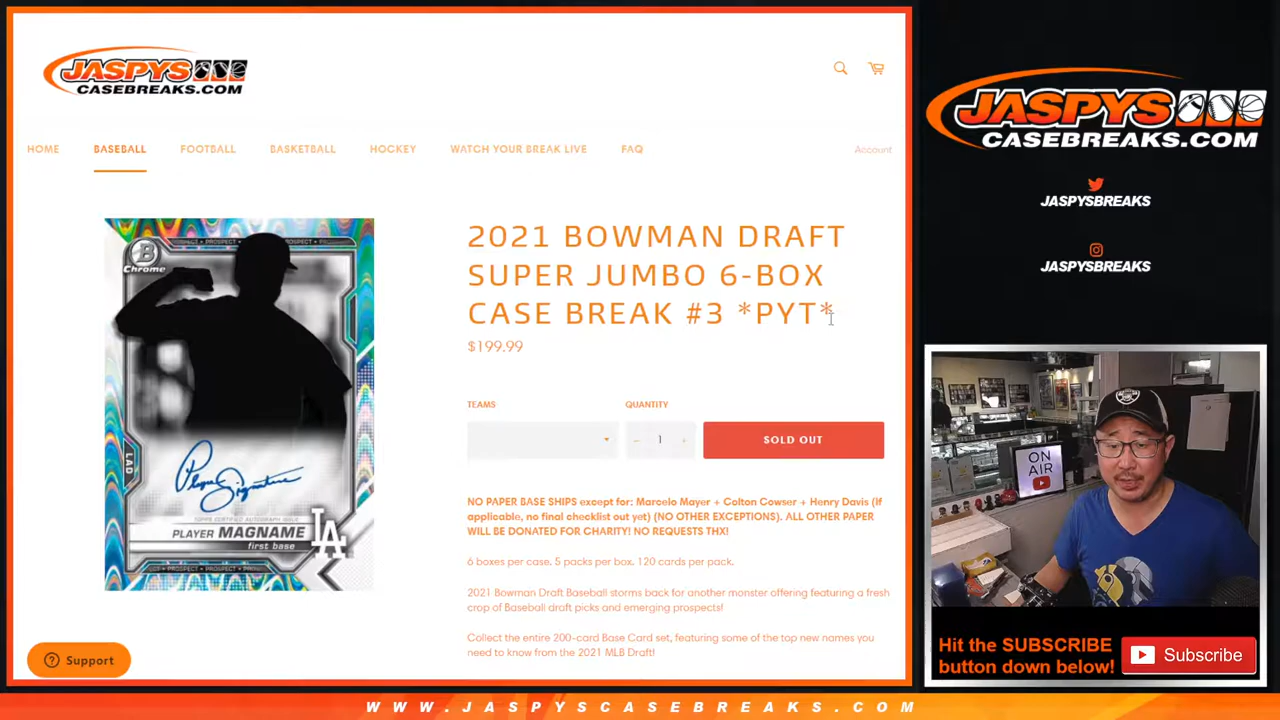 JASPYS
CASEBREAKS.COM
HOME BASEBALL FOOTBALL BASKETBALL HOCKEY WATCH YOUR BREAK LIVE FAQ Account
B
Chrome
PROSPECT
LAD
Player Signature
TOPPS CERTIFIED AUTOGRAPH ISSUE
PLAYER MAGNAME
first base
LA
2021 BOWMAN DRAFT
SUPER JUMBO 6-BOX
CASE BREAK #3 *PYT*
$199.99
TEAMS QUANTITY
− 1 + SOLD OUT
NO PAPER BASE SHIPS except for: Marcelo Mayer + Colton Cowser + Henry Davis (If
applicable, no final checklist out yet) (NO OTHER EXCEPTIONS). ALL OTHER PAPER
WILL BE DONATED FOR CHARITY! NO REQUESTS THX!
6 boxes per case. 5 packs per box. 120 cards per pack.
2021 Bowman Draft Baseball storms back for another monster offering featuring a fresh
crop of Baseball draft picks and emerging prospects!
Collect the entire 200-card Base Card set, featuring some of the top new names you
need to know from the 2021 MLB Draft!
Support
JASPYS
CASEBREAKS.COM
JASPYSBREAKS
JASPYSBREAKS
ON
AIR
Hit the SUBSCRIBE
button down below!
Subscribe
WWW.JASPYSCASEBREAKS.COM